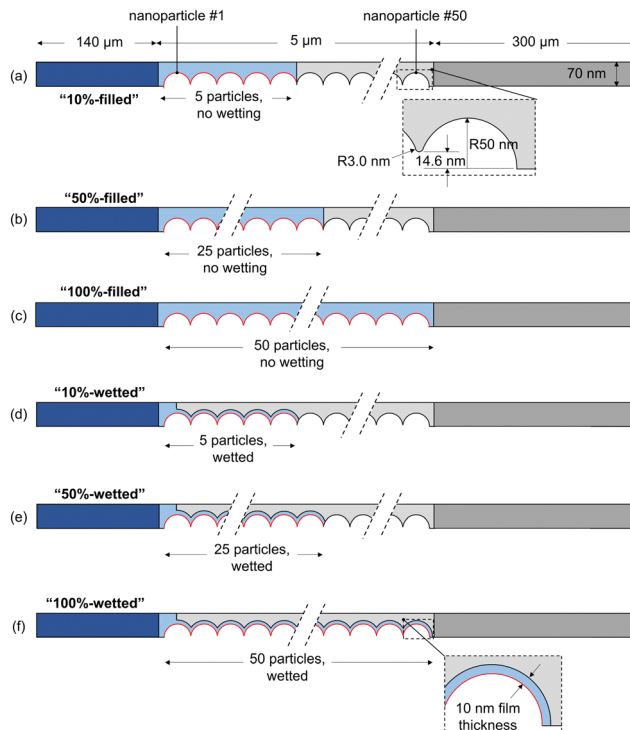 nanoparticle #1 nanoparticle #50
140 µm 5 µm 300 µm
(a) 70 nm
5 particles,
no wetting
"10%-filled"
R3.0 nm 14.6 nm R50 nm
"50%-filled"
(b)
25 particles,
no wetting
"100%-filled"
(c)
50 particles,
no wetting
"10%-wetted"
(d)
5 particles,
wetted
"50%-wetted"
(e)
25 particles,
wetted
"100%-wetted"
(f)
50 particles,
wetted
10 nm film
thickness